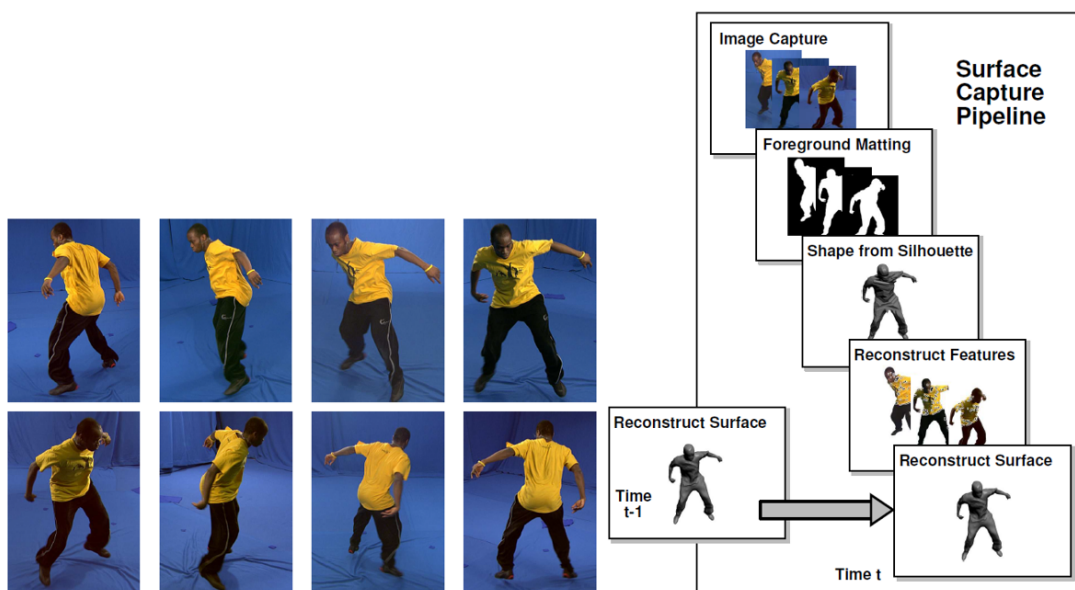 Image Capture
Surface
Capture
Pipeline
Foreground Matting
Shape from Silhouette
Reconstruct Features
Reconstruct Surface
Time
t-1
Reconstruct Surface
Time t